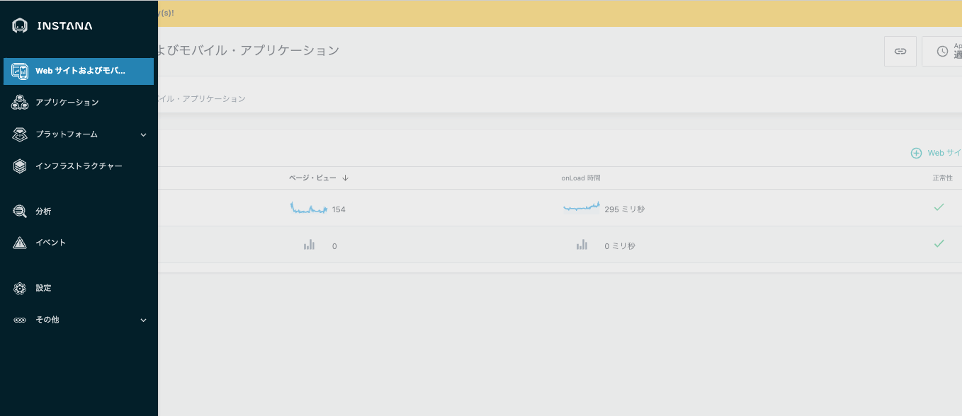 INSTANA
y(s)!
よびモバイル・アプリケーション
Ap
Web サイトおよびモバ...
アプリケーション
バイル・アプリケーション
プラットフォーム
インフラストラクチャー
Web サイ
ページ・ビュー ↓
onLoad 時間
正常性
分析
154
295 ミリ秒
イベント
0
0 ミリ秒
設定
その他